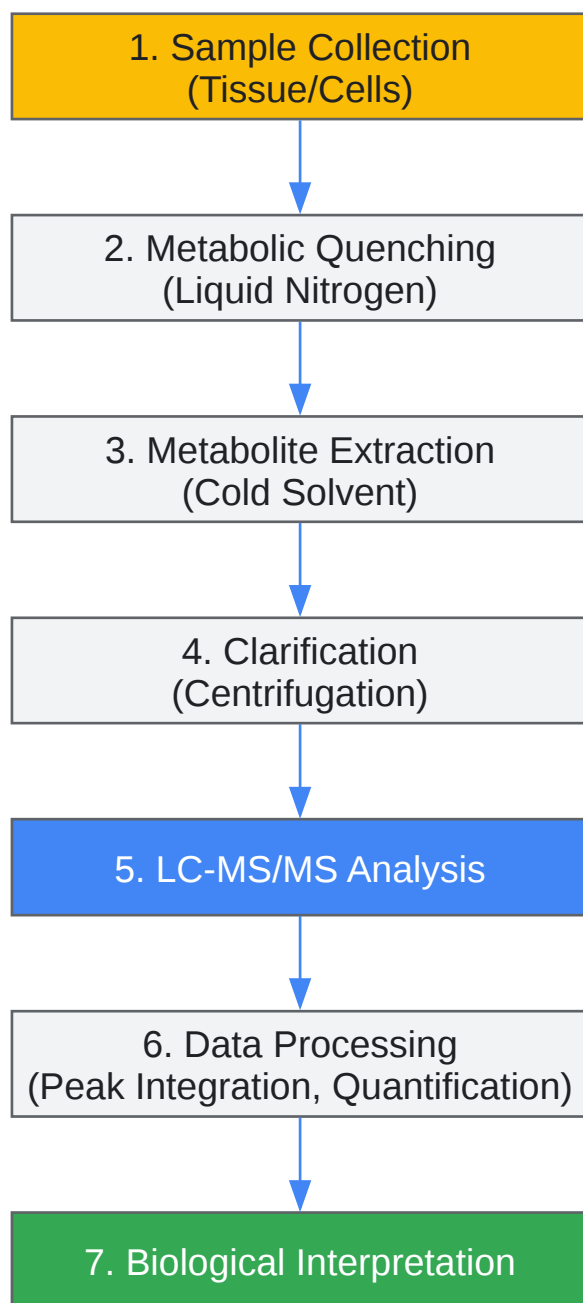 1. Sample Collection
(Tissue/Cells)
2. Metabolic Quenching
(Liquid Nitrogen)
3. Metabolite Extraction
(Cold Solvent)
4. Clarification
(Centrifugation)
5. LC-MS/MS Analysis
6. Data Processing
(Peak Integration, Quantification)
7. Biological Interpretation